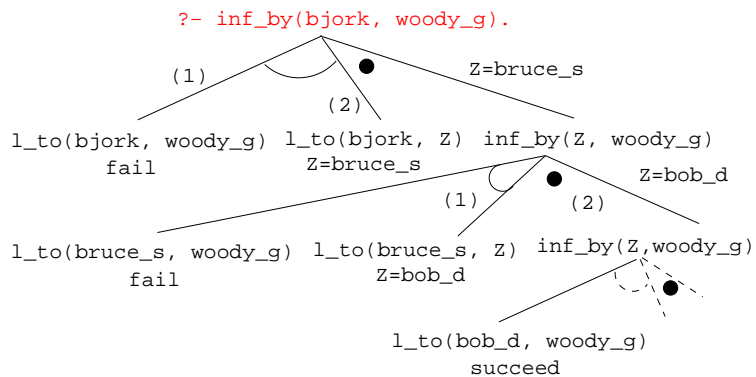 ?- inf_by(bjork, woody_g).
(1)
Z=bruce_s
(2)
l_to(bjork, woody_g) l_to(bjork, Z) inf_by(Z, woody_g)
fail Z=bruce_s
Z=bob_d
(1) (2)
l_to(bruce_s, woody_g) l_to(bruce_s, Z) inf_by(Z,woody_g)
fail Z=bob_d
l_to(bob_d, woody_g)
succeed